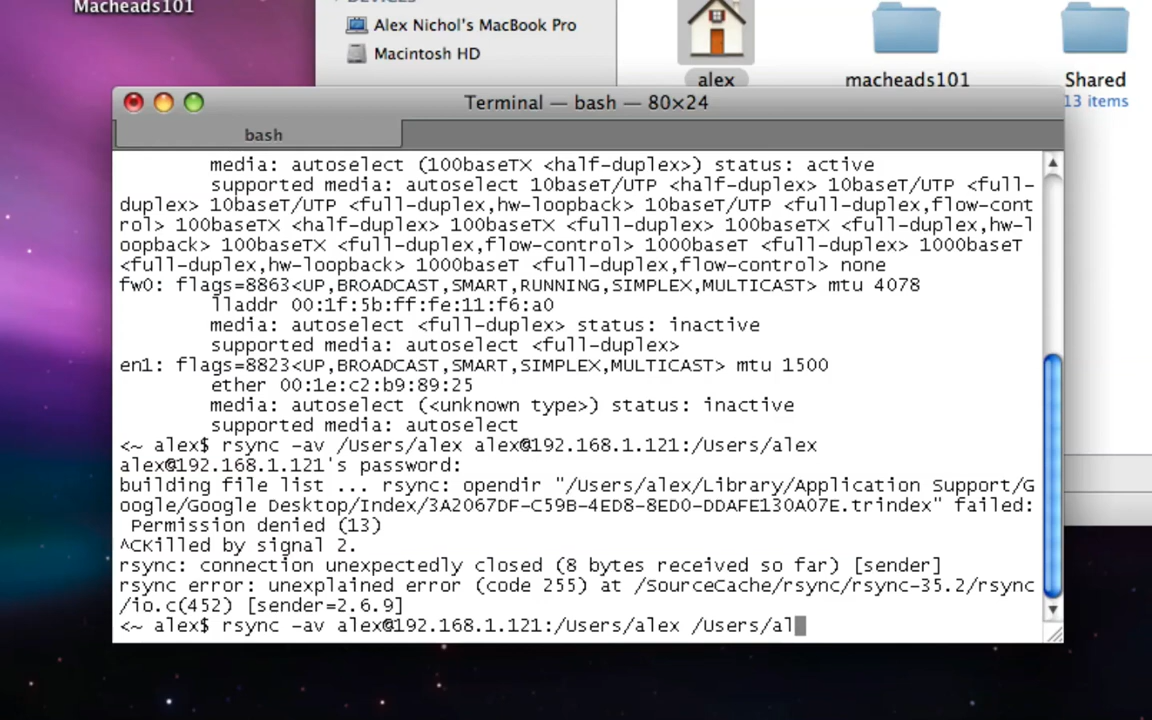 Macheads101
DEVICES
Alex Nichol's MacBook Pro
Macintosh HD
alex
macheads101
Shared
13 items
Terminal — bash — 80×24
bash
media: autoselect (100baseTX <half-duplex>) status: active
supported media: autoselect 10baseT/UTP <half-duplex> 10baseT/UTP <full-
duplex> 10baseT/UTP <full-duplex,hw-loopback> 10baseT/UTP <full-duplex,flow-cont
rol> 100baseTX <half-duplex> 100baseTX <full-duplex> 100baseTX <full-duplex,hw-l
oopback> 100baseTX <full-duplex,flow-control> 1000baseT <full-duplex> 1000baseT
<full-duplex,hw-loopback> 1000baseT <full-duplex,flow-control> none
fw0: flags=8863<UP,BROADCAST,SMART,RUNNING,SIMPLEX,MULTICAST> mtu 4078
lladdr 00:1f:5b:ff:fe:11:f6:a0
media: autoselect <full-duplex> status: inactive
supported media: autoselect <full-duplex>
en1: flags=8823<UP,BROADCAST,SMART,SIMPLEX,MULTICAST> mtu 1500
ether 00:1e:c2:b9:89:25
media: autoselect (<unknown type>) status: inactive
supported media: autoselect
<~ alex$ rsync -av /Users/alex alex@192.168.1.121:/Users/alex
alex@192.168.1.121's password:
building file list ... rsync: opendir "/Users/alex/Library/Application Support/G
oogle/Google Desktop/Index/3A2067DF-C59B-4ED8-8ED0-DDAFE130A07E.trindex" failed:
Permission denied (13)
^CKilled by signal 2.
rsync: connection unexpectedly closed (8 bytes received so far) [sender]
rsync error: unexplained error (code 255) at /SourceCache/rsync/rsync-35.2/rsync
/io.c(452) [sender=2.6.9]
<~ alex$ rsync -av alex@192.168.1.121:/Users/alex /Users/al